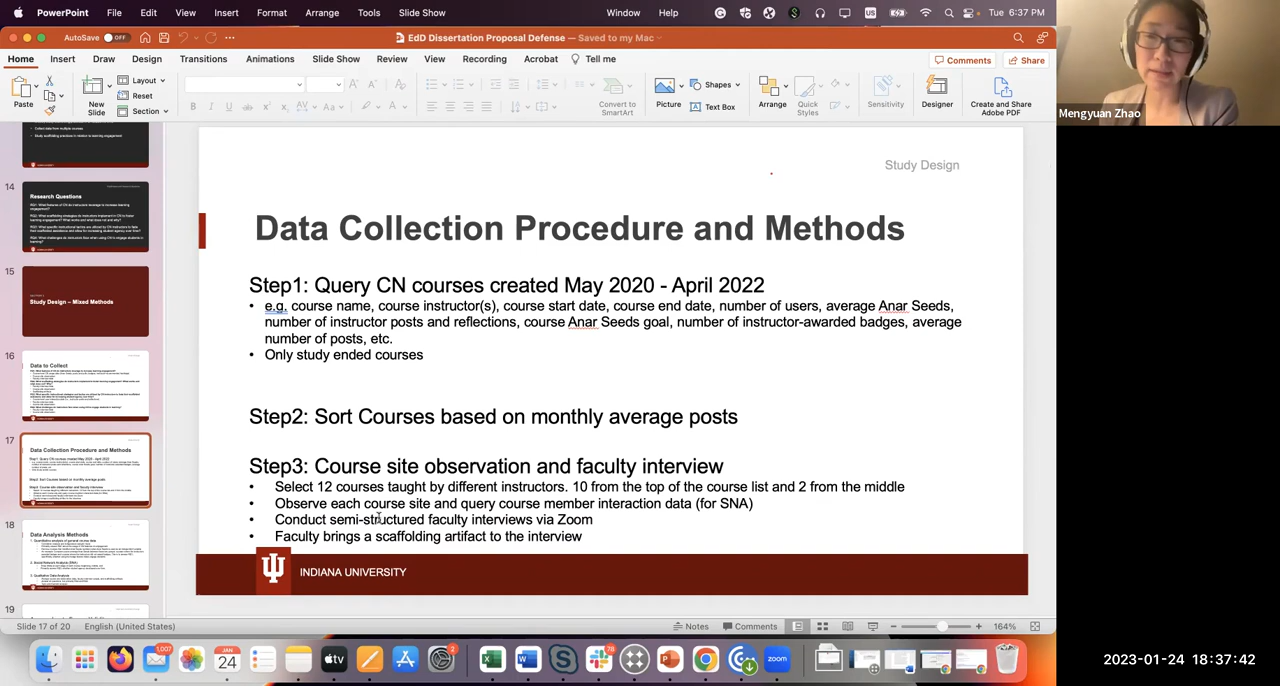 PowerPoint File Edit View Insert Format Arrange Tools Slide Show Window Help Tue 6:37 PM
AutoSave OFF EdD Dissertation Proposal Defense — Saved to my Mac
Home Insert Draw Design Transitions Animations Slide Show Review View Recording Acrobat Tell me Comments Share
Paste New Slide Layout Reset Section Convert to SmartArt Picture Shapes Text Box Arrange Quick Styles Sensitivity Designer Create and Share Adobe PDF
Mengyuan Zhao
14
Research Questions
15
Study Design – Mixed Methods
16
Data to Collect
17
Data Collection Procedure and Methods
18
Data Analysis Methods
19
Study Design
Data Collection Procedure and Methods
Step1: Query CN courses created May 2020 - April 2022
• e.g. course name, course instructor(s), course start date, course end date, number of users, average Anar Seeds,
number of instructor posts and reflections, course Anar Seeds goal, number of instructor-awarded badges, average
number of posts, etc.
• Only study ended courses
Step2: Sort Courses based on monthly average posts
Step3: Course site observation and faculty interview
• Select 12 courses taught by different instructors. 10 from the top of the course list and 2 from the middle
• Observe each course site and query course member interaction data (for SNA)
• Conduct semi-structured faculty interviews via Zoom
• Faculty brings a scaffolding artifact to the interview
INDIANA UNIVERSITY
Slide 17 of 20 English (United States) Notes Comments 164%
1,007 JAN 24 tv 2 78 zoom
2023-01-24 18:37:42